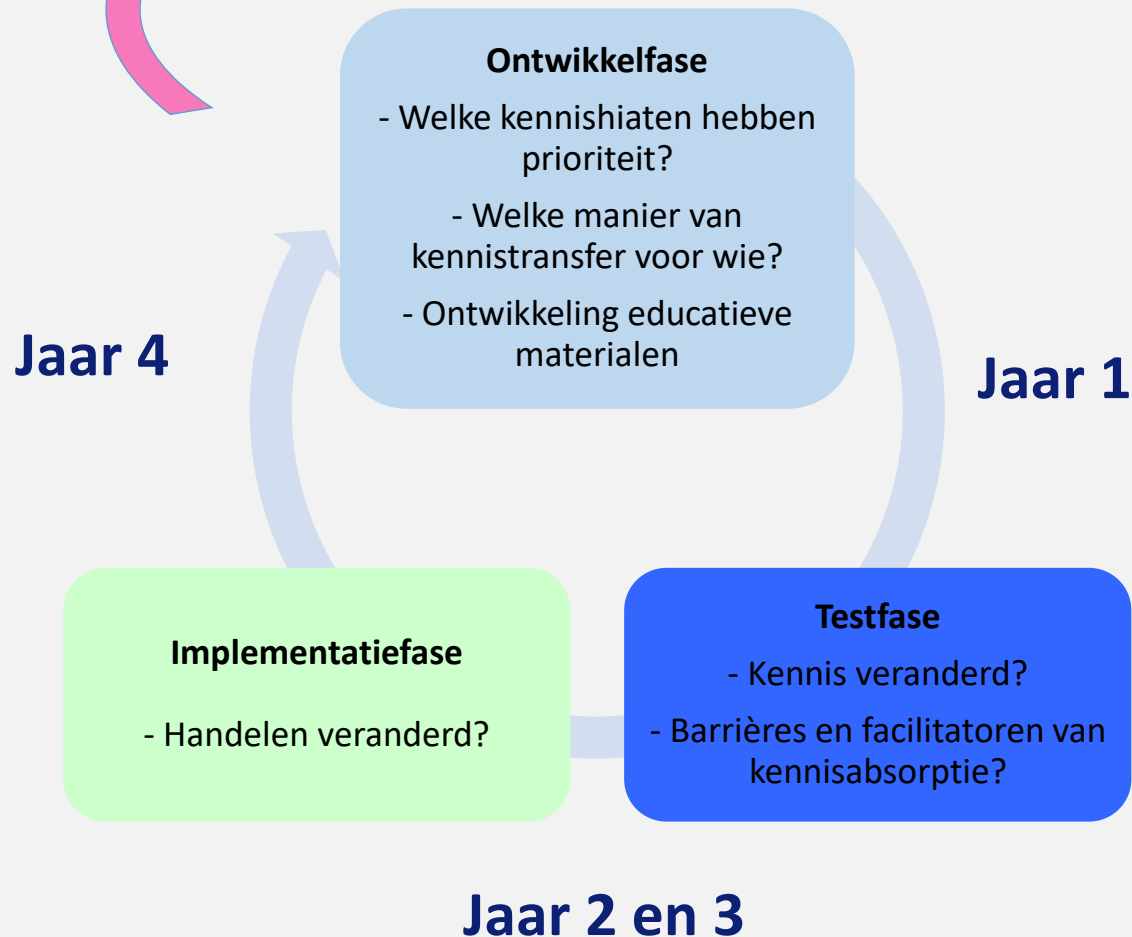 Ontwikkelfase
- Welke kennishiaten hebben
prioriteit?
- Welke manier van
kennistransfer voor wie?
- Ontwikkeling educatieve
materialen
Jaar 4
Jaar 1
Implementatiefase
- Handelen veranderd?
Testfase
- Kennis veranderd?
- Barrières en facilitatoren van
kennisabsorptie?
Jaar 2 en 3